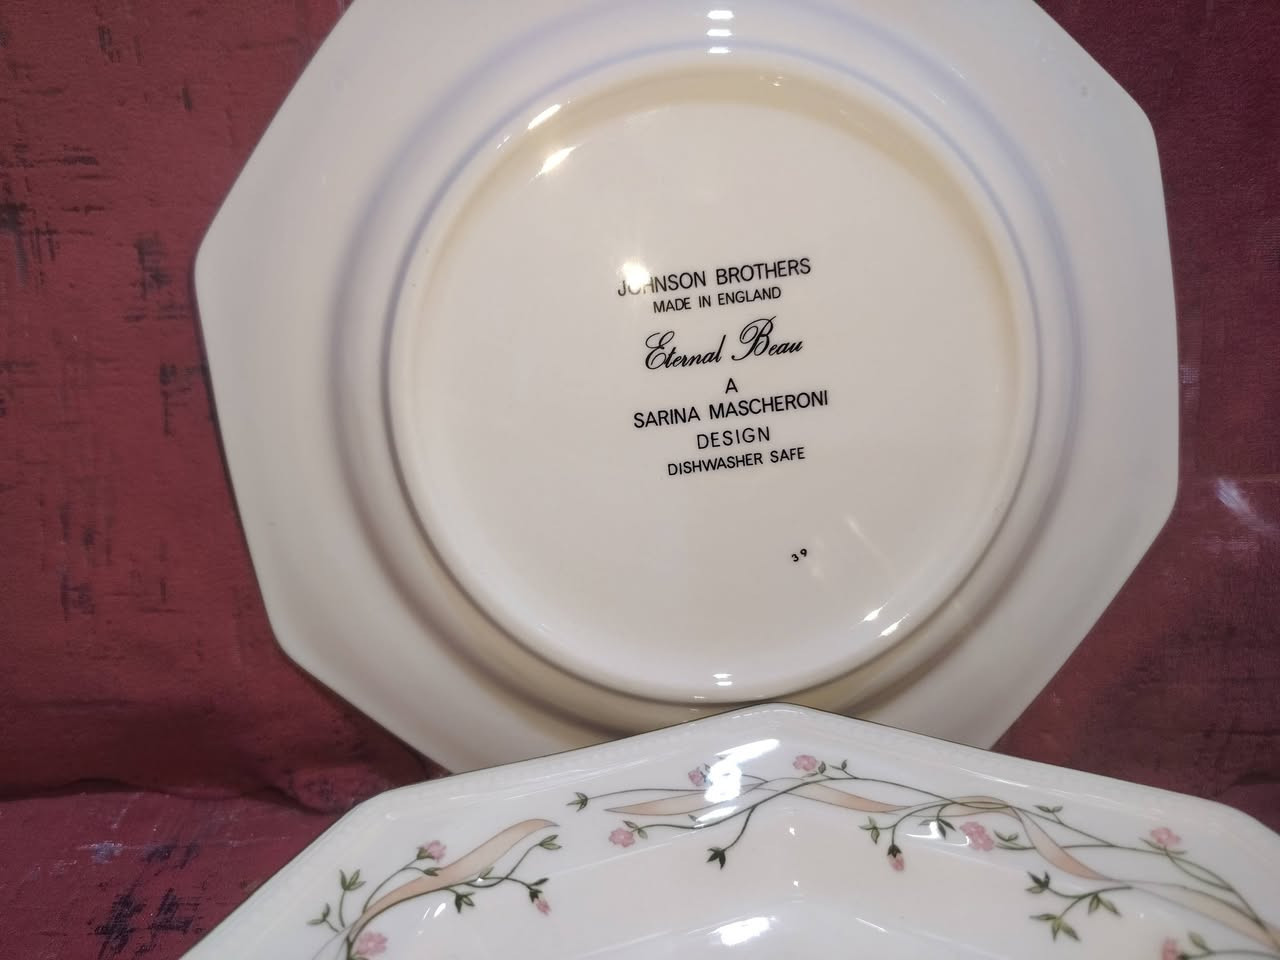 JOHNSON BROTHERS
MADE IN ENGLAND
Eternal Beau
A
SARINA MASCHERONI
DESIGN
DISHWASHER SAFE
39